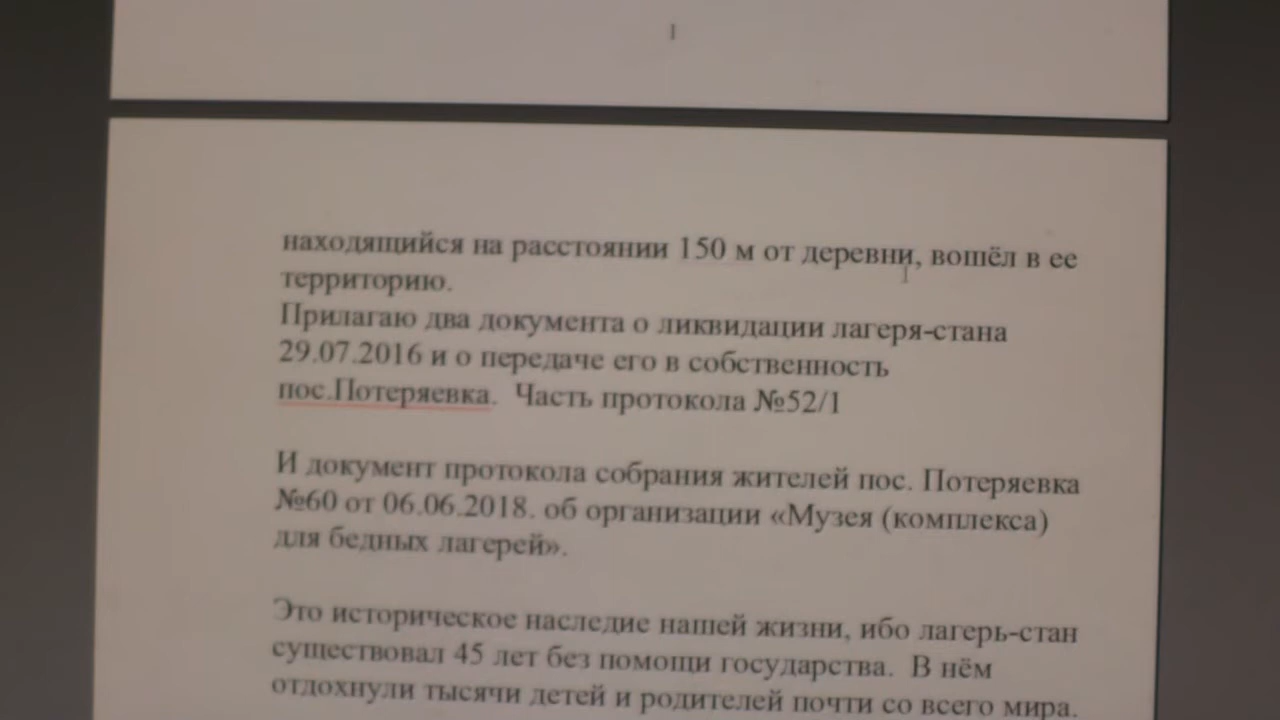 1
находящийся на расстоянии 150 м от деревни, вошёл в ее
территорию.
Прилагаю два документа о ликвидации лагеря-стана
29.07.2016 и о передаче его в собственность
пос.Потеряевка. Часть протокола №52/1
И документ протокола собрания жителей пос. Потеряевка
№60 от 06.06.2018. об организации «Музея (комплекса)
для бедных лагерей».
Это историческое наследие нашей жизни, ибо лагерь-стан
существовал 45 лет без помощи государства. В нём
отдохнули тысячи детей и родителей почти со всего мира.